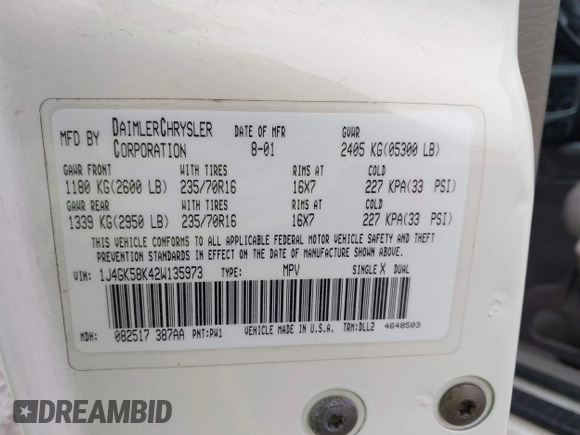 MFD BY DAIMLERCHRYSLER CORPORATION DATE OF MFR 8-01 GVWR 2405 KG(05300 LB)
GAWR FRONT WITH TIRES RIMS AT COLD
1180 KG(2600 LB) 235/70R16 16X7 227 KPA(33 PSI)
GAWR REAR WITH TIRES RIMS AT COLD
1339 KG(2950 LB) 235/70R16 16X7 227 KPA(33 PSI)
THIS VEHICLE CONFORMS TO ALL APPLICABLE FEDERAL MOTOR VEHICLE SAFETY AND THEFT
PREVENTION STANDARDS IN EFFECT ON THE DATE OF MANUFACTURE SHOWN ABOVE.
VIN: 1J4GK58K42W135973 TYPE: MPV SINGLE X DUAL
MDH: 082517 387AA PNT:PW1 VEHICLE MADE IN U.S.A. TRM:DLL2 4648503
DREAMBID